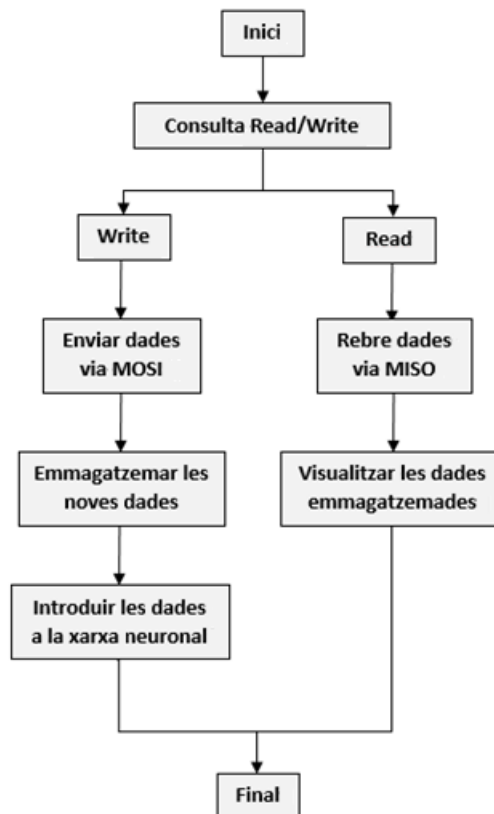 Inici
Consulta Read/Write
Write
Read
Enviar dades
via MOSI
Rebre dades
via MISO
Emmagatzemar les
noves dades
Visualitzar les dades
emmagatzemades
Introduir les dades
a la xarxa neuronal
Final